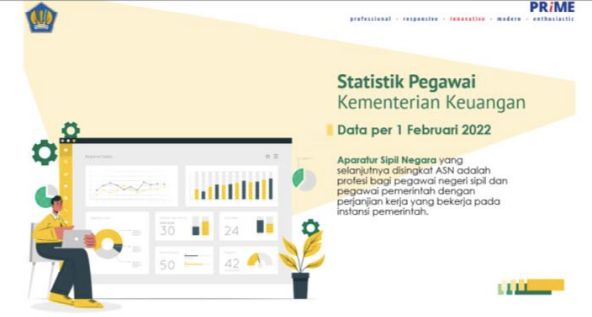 PRiME
professional - responsive - innovative - modern - enthusiastic
Statistik Pegawai
Kementerian Keuangan
Data per 1 Februari 2022
Aparatur Sipil Negara yang
selanjutnya disingkat ASN adalah
profesi bagi pegawai negeri sipil dan
pegawai pemerintah dengan
perjanjian kerja yang bekerja pada
instansi pemerintah.
30
24
50
42